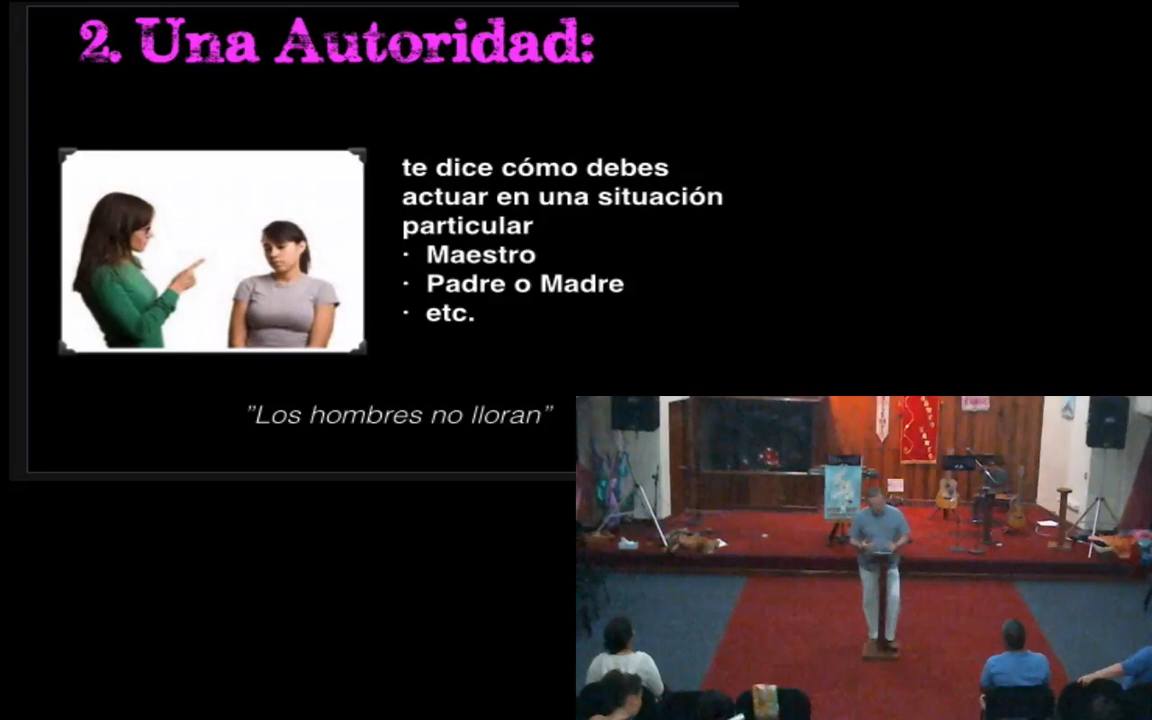 2. Una Autoridad:
te dice cómo debes
actuar en una situación
particular
· Maestro
· Padre o Madre
· etc.
"Los hombres no lloran"